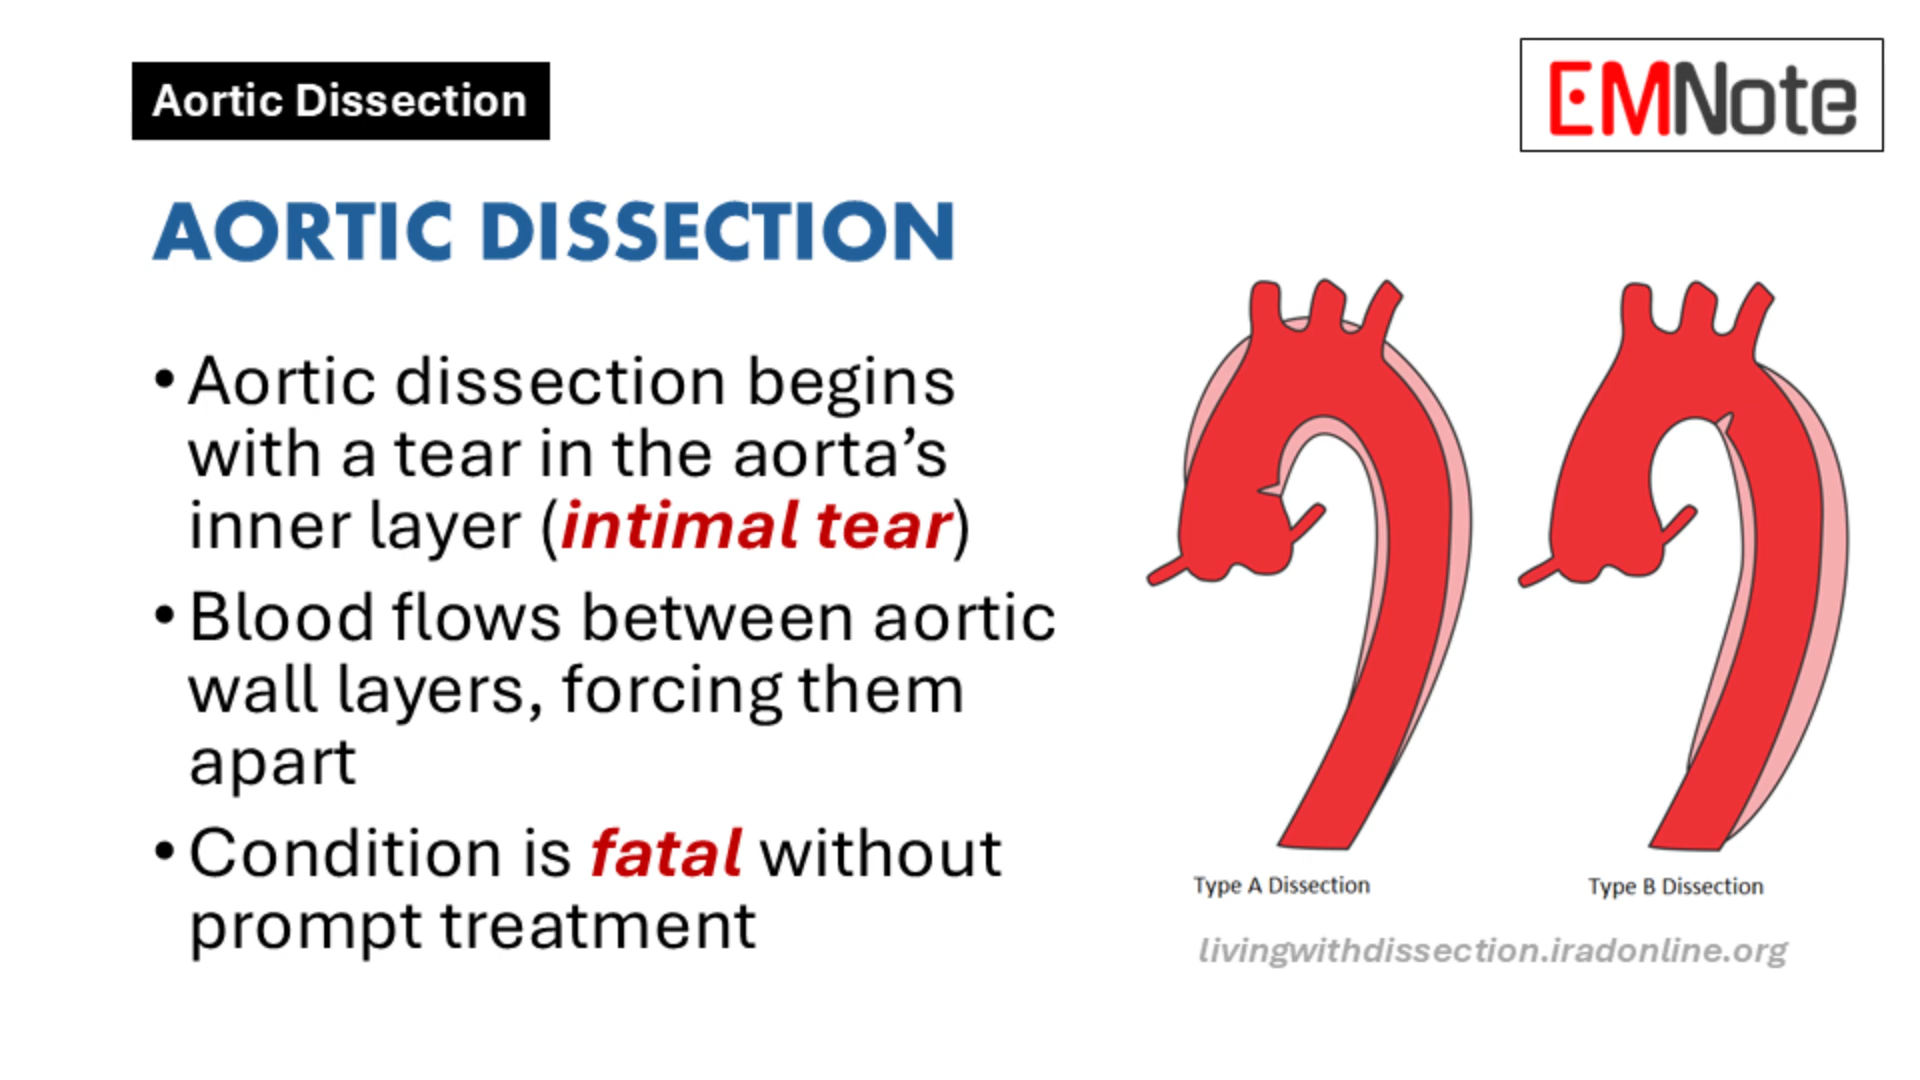 Aortic Dissection
EMNote
AORTIC DISSECTION
• Aortic dissection begins
with a tear in the aorta’s
inner layer (intimal tear)
• Blood flows between aortic
wall layers, forcing them
apart
• Condition is fatal without
prompt treatment
Type A Dissection
Type B Dissection
livingwithdissection.iradonline.org